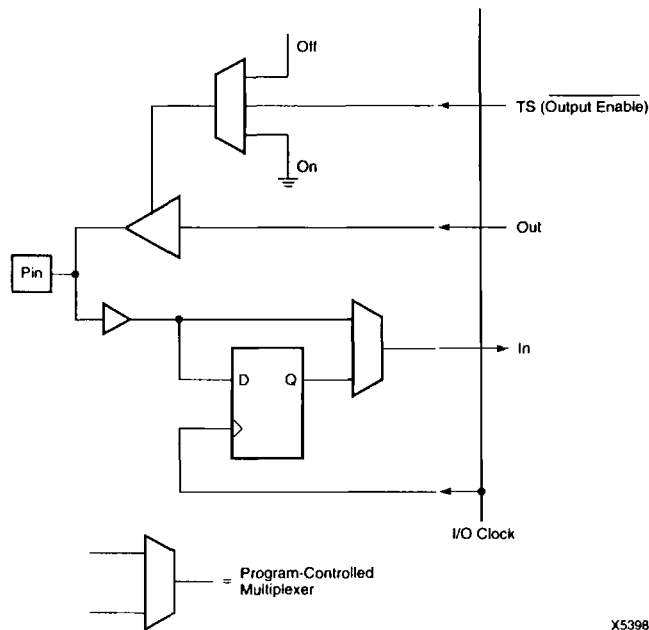 Off
TS (Output Enable)
On
Out
Pin
In
D Q
I/O Clock
= Program-Controlled
Multiplexer
X5398